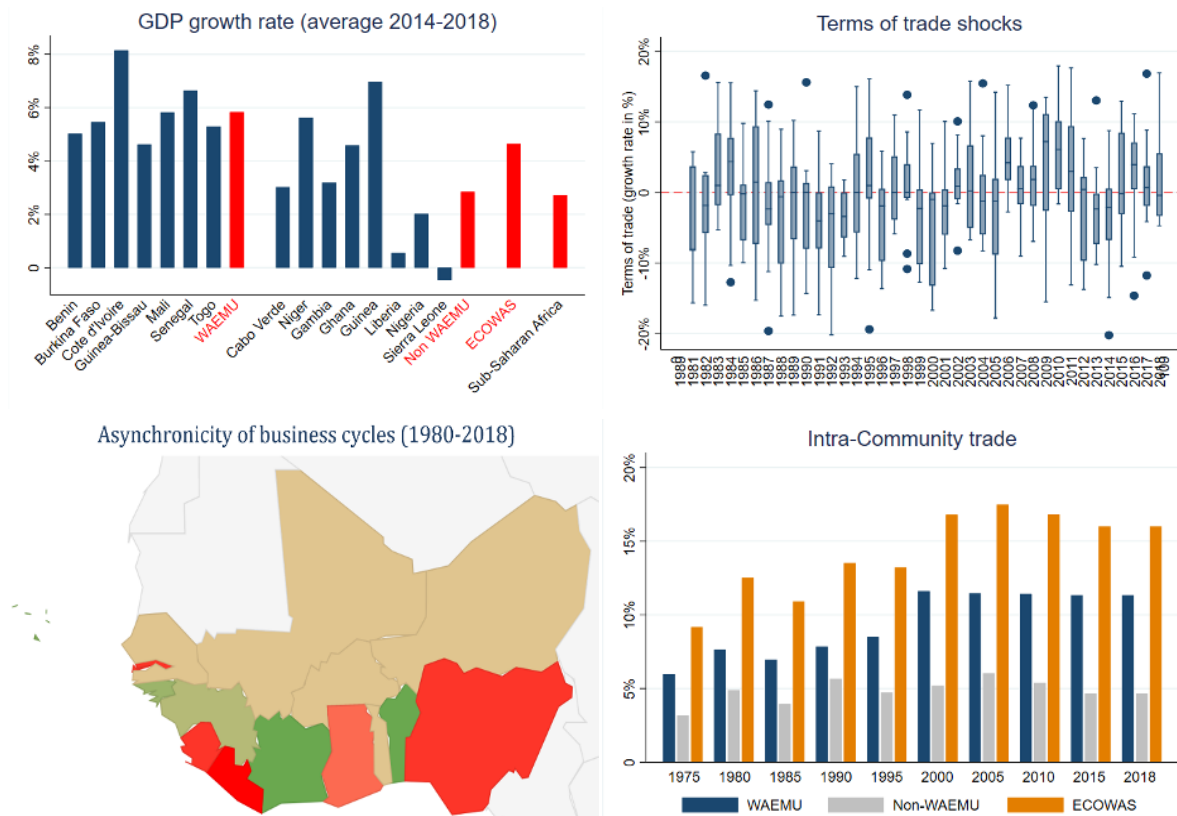 GDP growth rate (average 2014-2018)
8%
6%
4%
2%
0
Benin
Burkina Faso
Cote d'Ivoire
Guinea-Bissau
Mali
Senegal
Togo
WAEMU
Cabo Verde
Niger
Gambia
Ghana
Guinea
Liberia
Nigeria
Sierra Leone
Non WAEMU
ECOWAS
Sub-Saharan Africa
Terms of trade shocks
Terms of trade (growth rate in %)
20%
10%
0
-10%
-20%
1981
1982
1983
1984
1985
1986
1987
1988
1989
1990
1991
1992
1993
1994
1995
1996
1997
1998
1999
2000
2001
2002
2003
2004
2005
2006
2007
2008
2009
2010
2011
2012
2013
2014
2015
2016
2017
Asynchronicity of business cycles (1980-2018)
Intra-Community trade
20%
15%
10%
5%
0
1975 1980 1985 1990 1995 2000 2005 2010 2015 2018
WAEMU Non-WAEMU ECOWAS